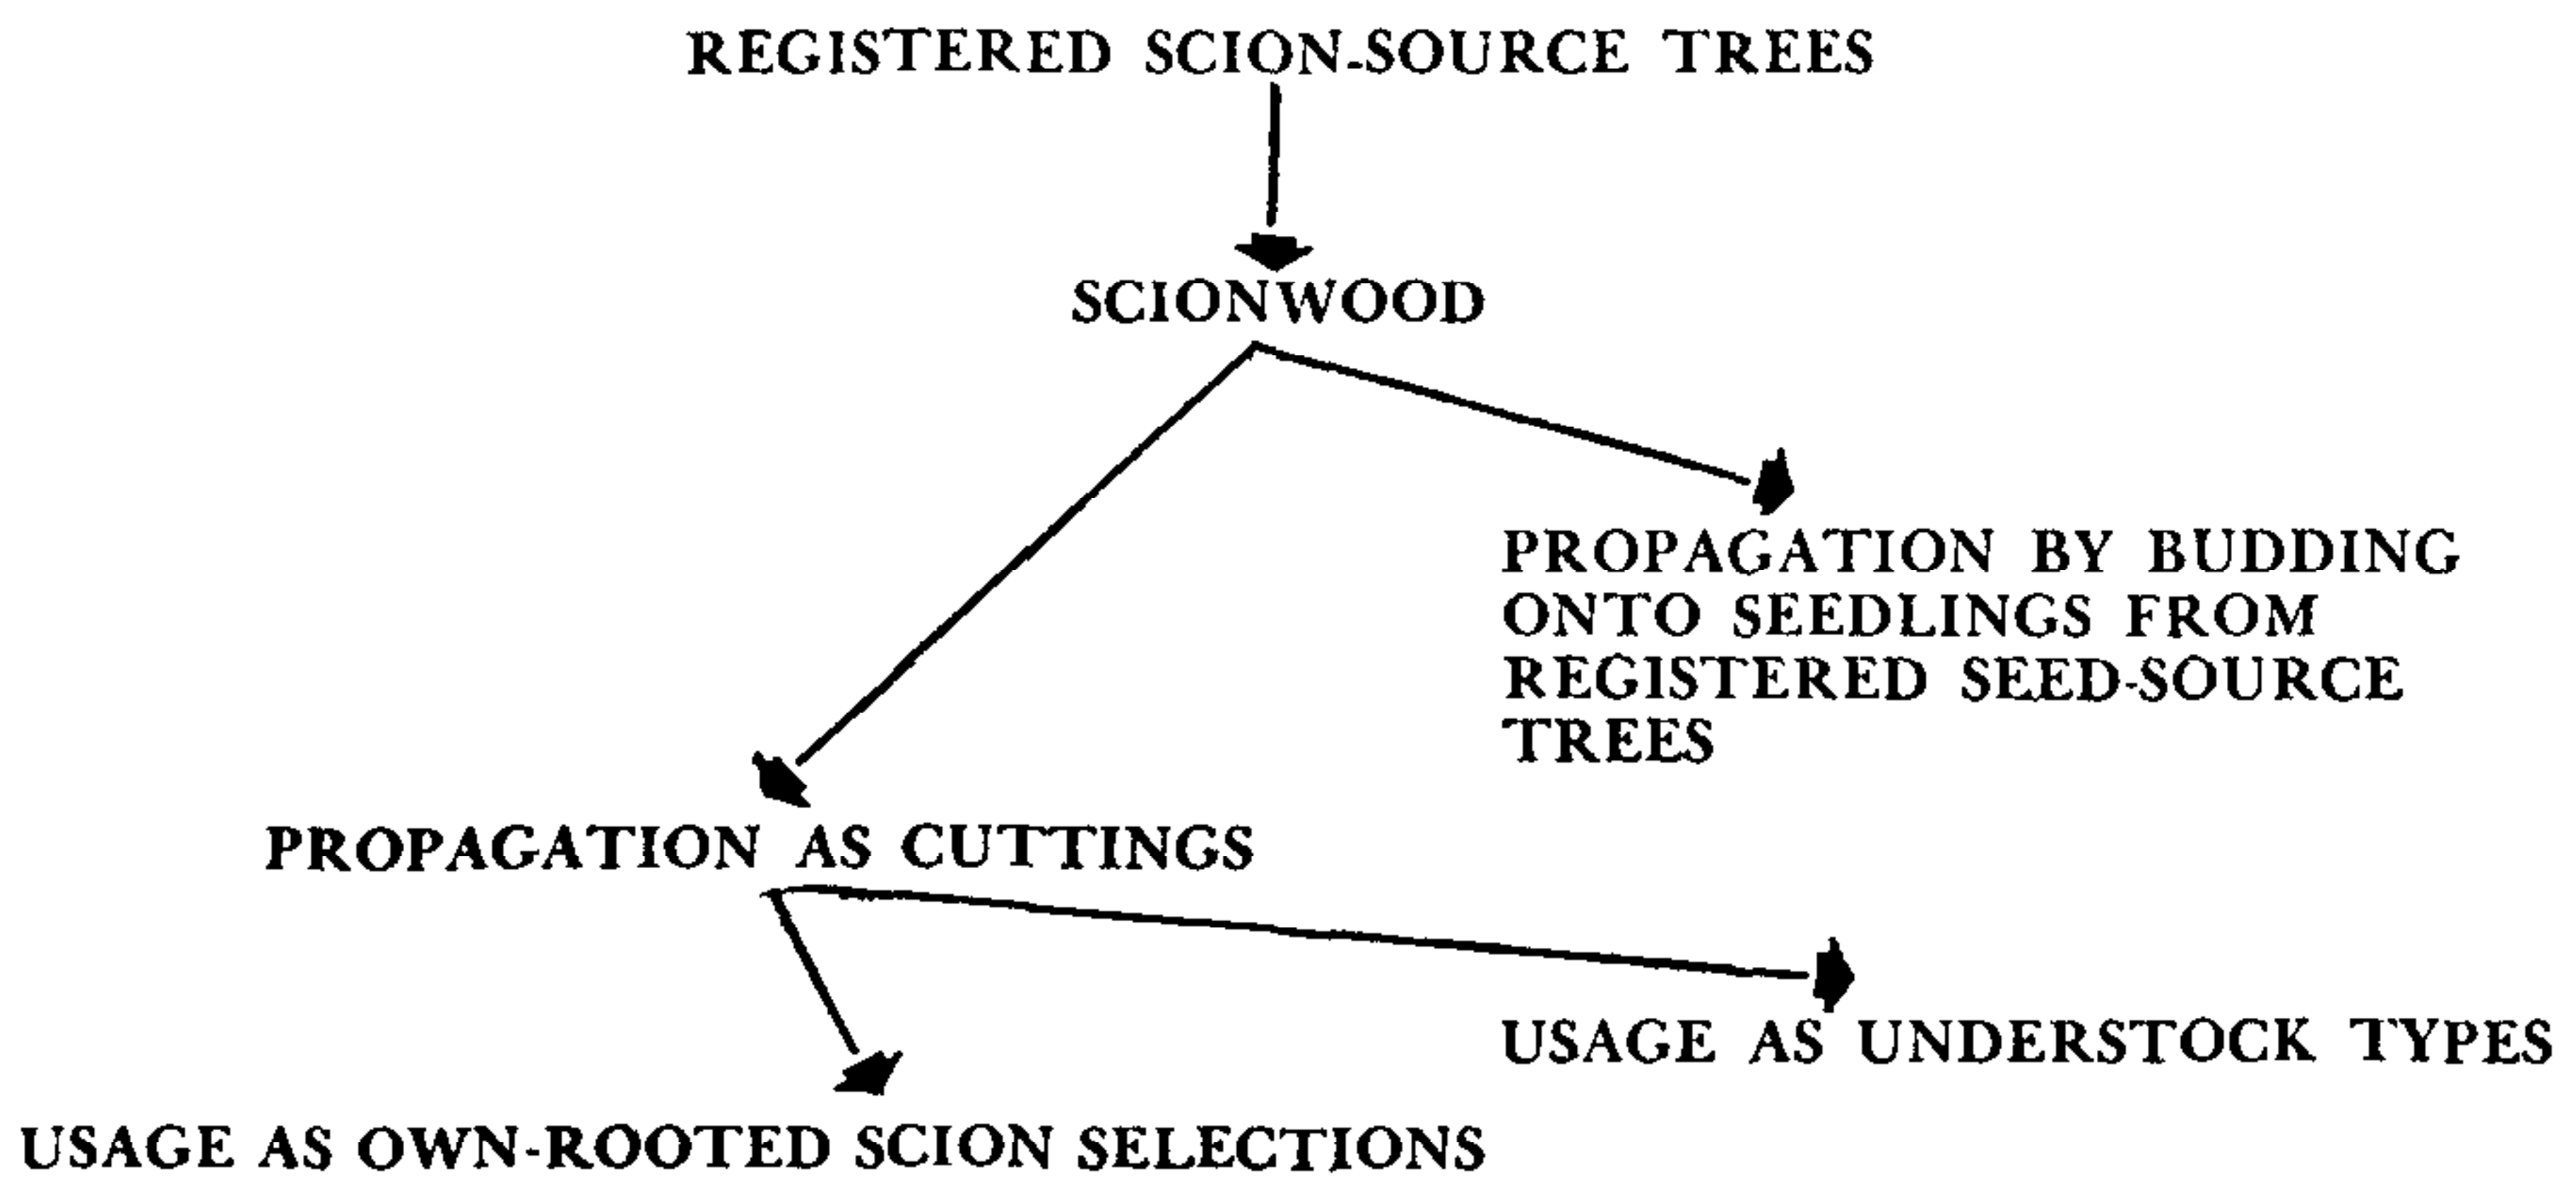 REGISTERED SCION-SOURCE TREES
SCIONWOOD
PROPAGATION BY BUDDING
ONTO SEEDLINGS FROM
REGISTERED SEED-SOURCE
TREES
PROPAGATION AS CUTTINGS
USAGE AS UNDERSTOCK TYPES
USAGE AS OWN-ROOTED SCION SELECTIONS